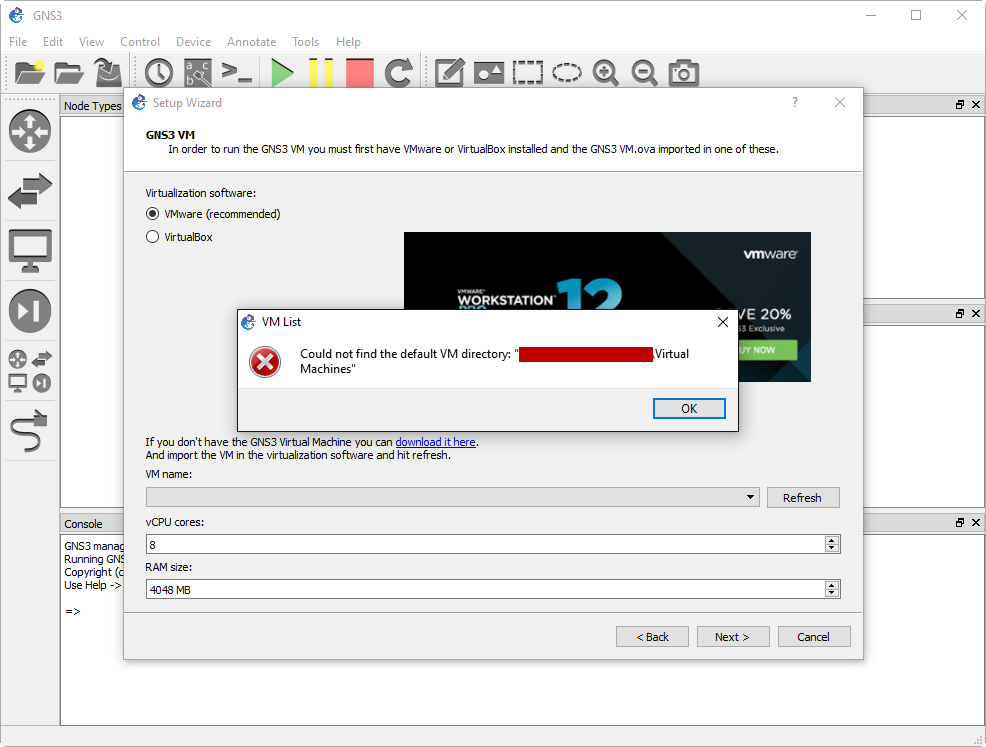 GNS3
File Edit View Control Device Annotate Tools Help
Node Types
Setup Wizard
?
GNS3 VM
In order to run the GNS3 VM you must first have VMware or VirtualBox installed and the GNS3 VM.ova imported in one of these.
Virtualization software:
VMware (recommended)
VirtualBox
vmware
VMWARE
WORKSTATION 12
PRO
VE 20%
S3 Exclusive
UY NOW
VM List
Could not find the default VM directory: "\Virtual
Machines"
OK
If you don't have the GNS3 Virtual Machine you can download it here.
And import the VM in the virtualization software and hit refresh.
VM name:
Refresh
vCPU cores:
8
RAM size:
4048 MB
< Back Next > Cancel
Console
GNS3 manag
Running GNS
Copyright (c
Use Help ->
=>